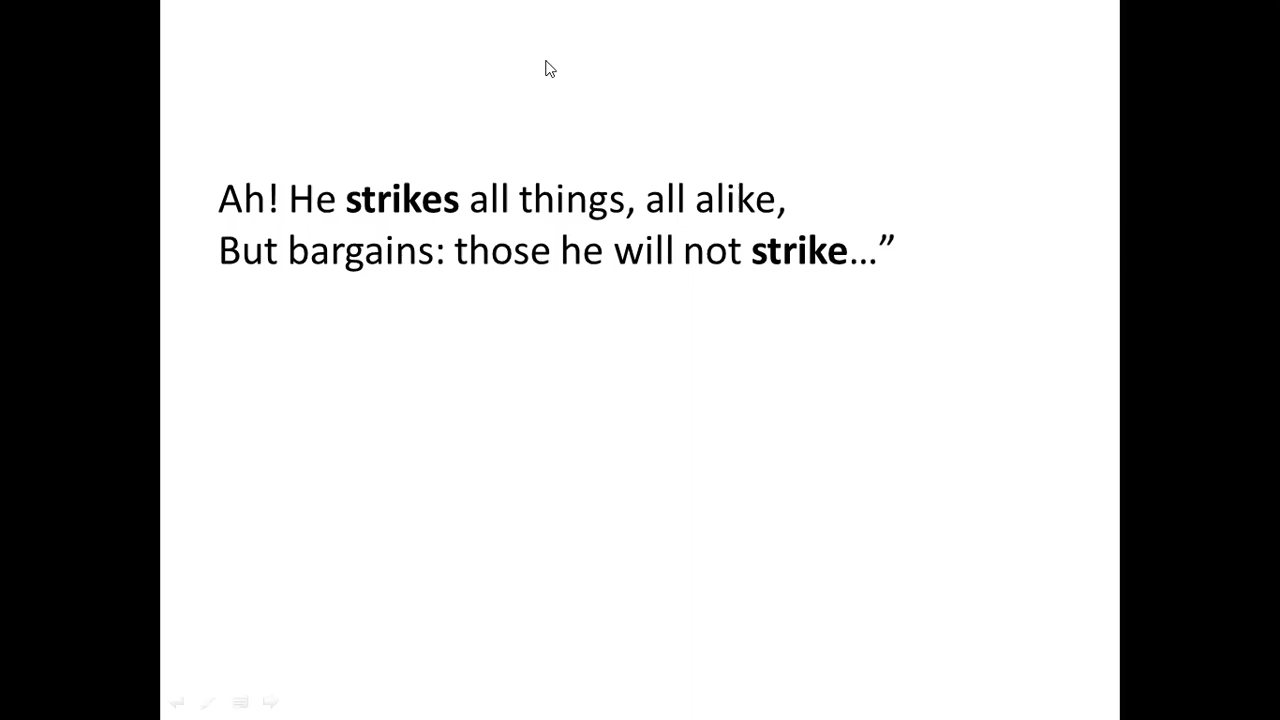 Ah! He strikes all things, all alike,
But bargains: those he will not strike…”